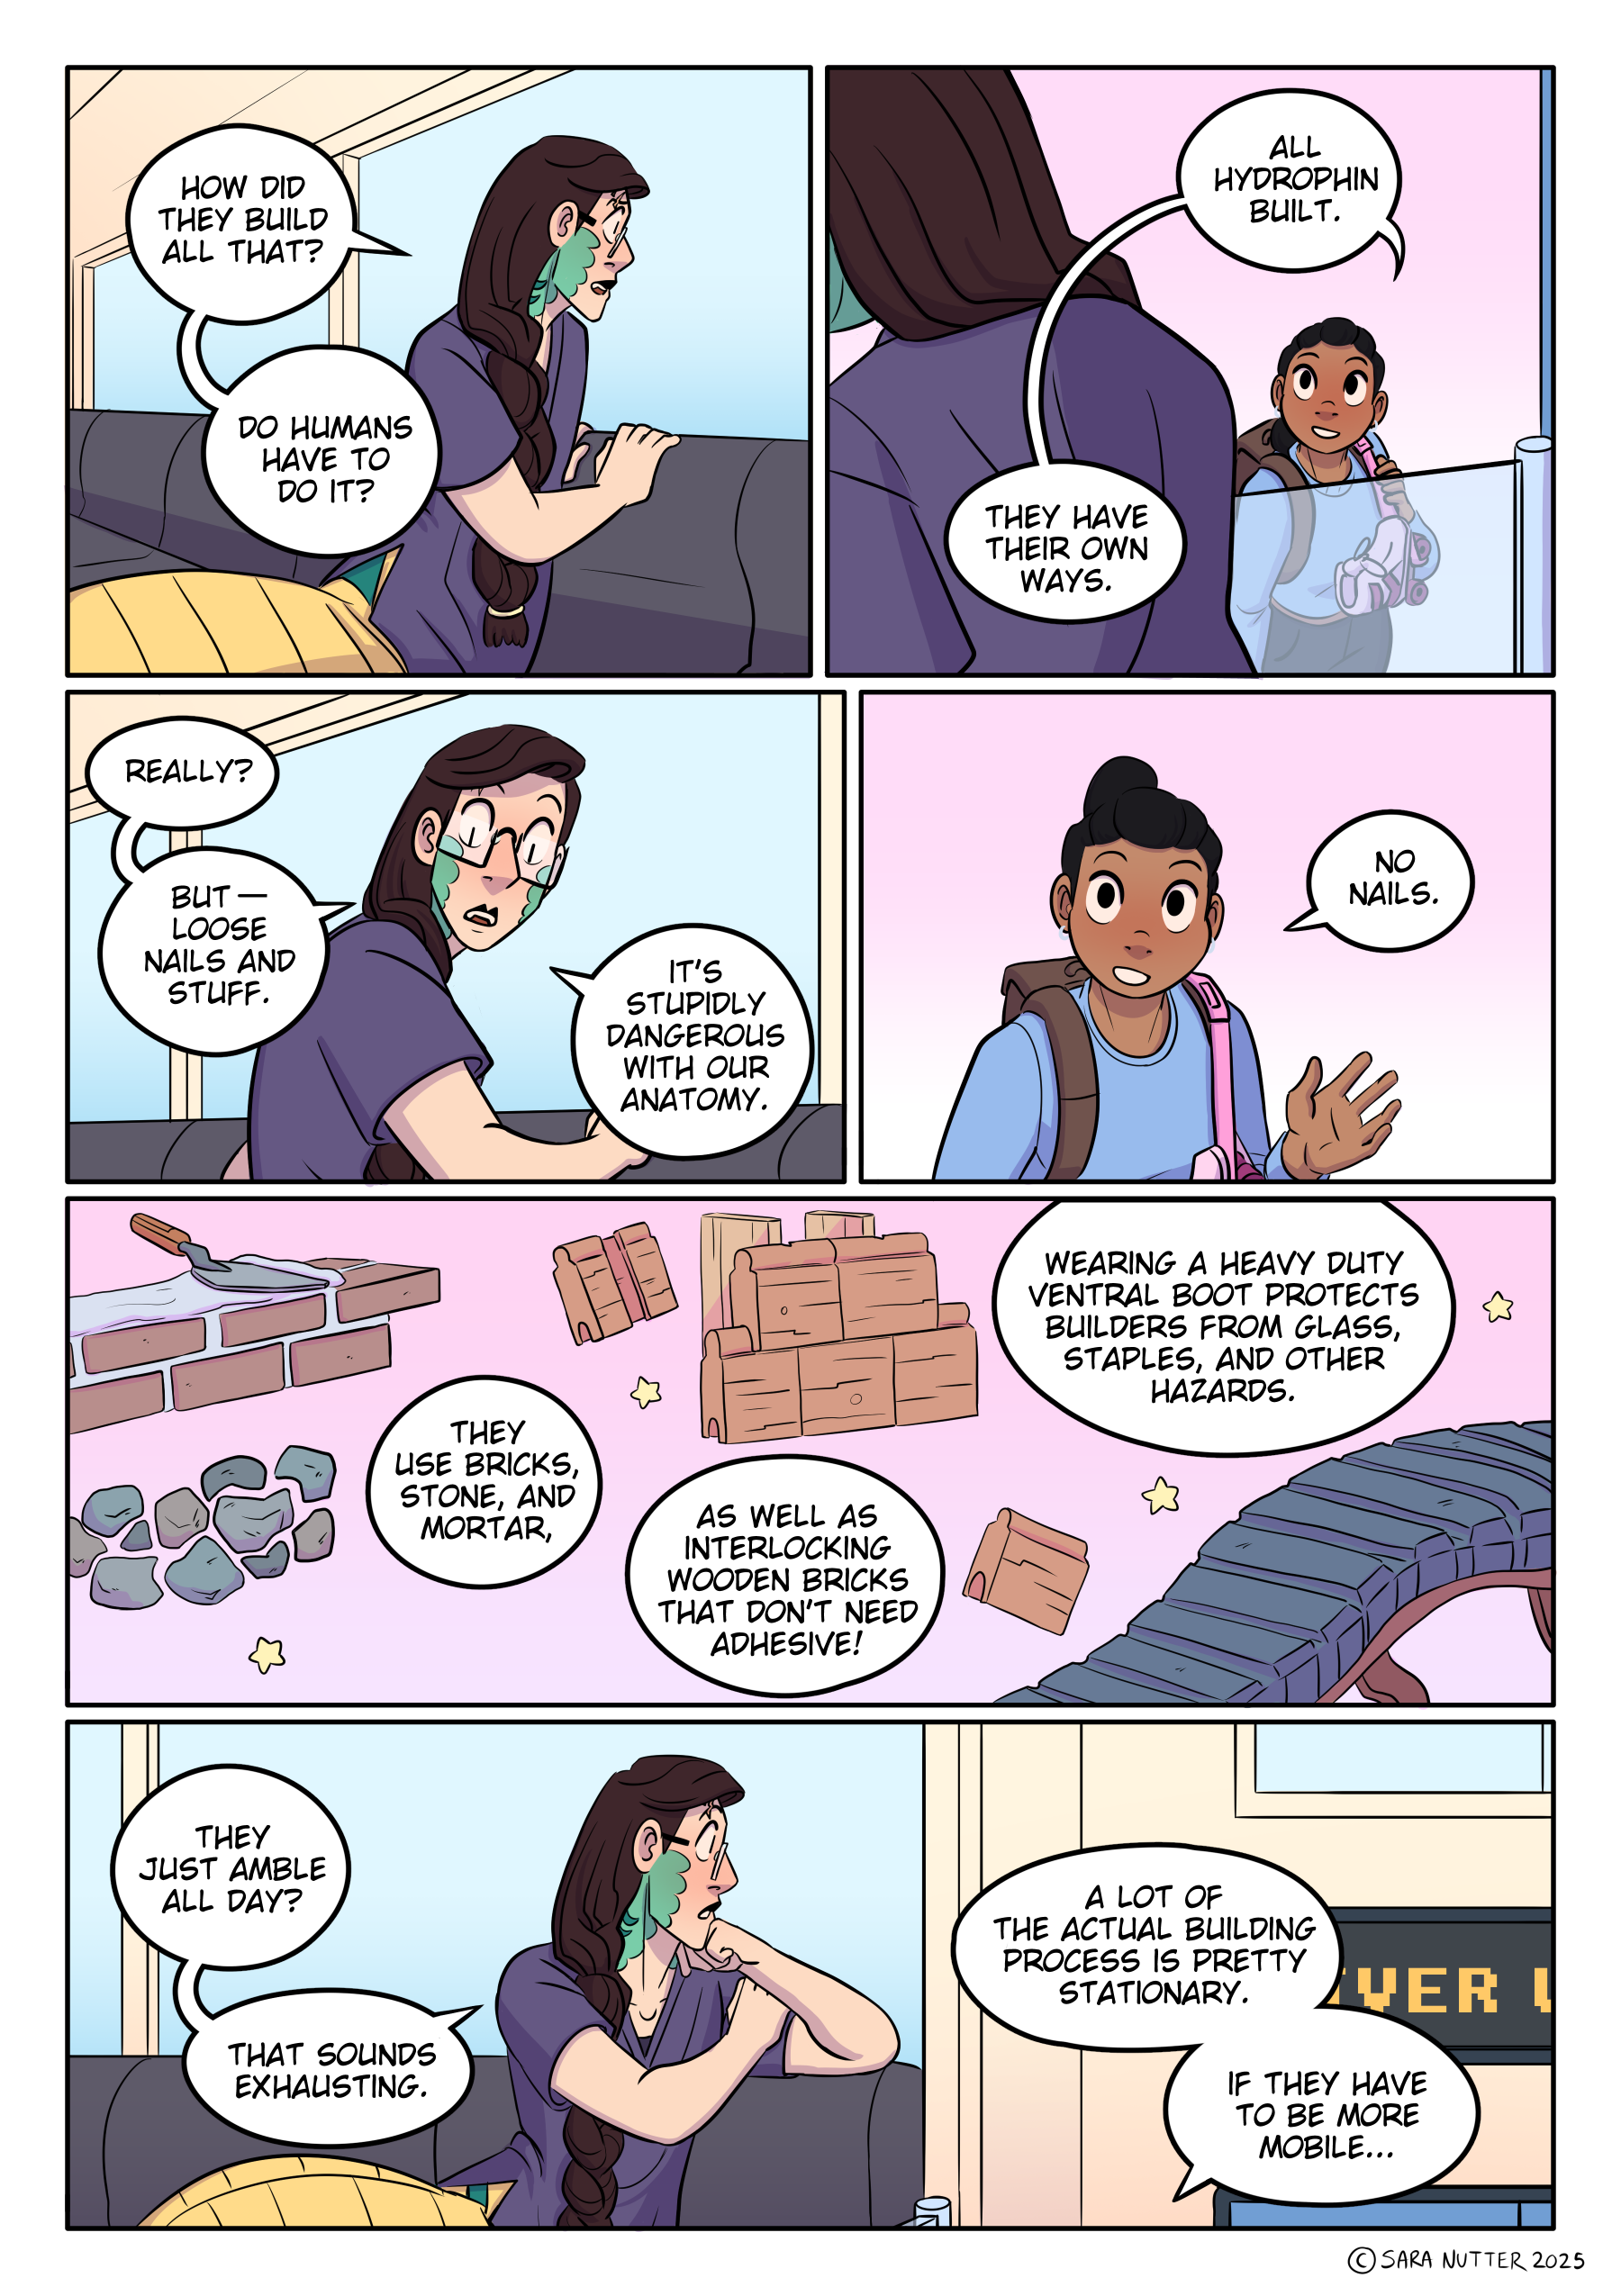 HOW DID
THEY BUILD
ALL THAT?
DO HUMANS
HAVE TO
DO IT?
ALL
HYDROPHIN
BUILT.
THEY HAVE
THEIR OWN
WAYS.
REALLY?
BUT —
LOOSE
NAILS AND
STUFF.
IT'S
STUPIDLY
DANGEROUS
WITH OUR
ANATOMY.
NO
NAILS.
THEY
USE BRICKS,
STONE, AND
MORTAR,
AS WELL AS
INTERLOCKING
WOODEN BRICKS
THAT DON'T NEED
ADHESIVE!
WEARING A HEAVY DUTY
VENTRAL BOOT PROTECTS
BUILDERS FROM GLASS,
STAPLES, AND OTHER
HAZARDS.
THEY
JUST AMBLE
ALL DAY?
THAT SOUNDS
EXHAUSTING.
A LOT OF
THE ACTUAL BUILDING
PROCESS IS PRETTY
STATIONARY.
IVER
IF THEY HAVE
TO BE MORE
MOBILE...
© SARA NUTTER 2025